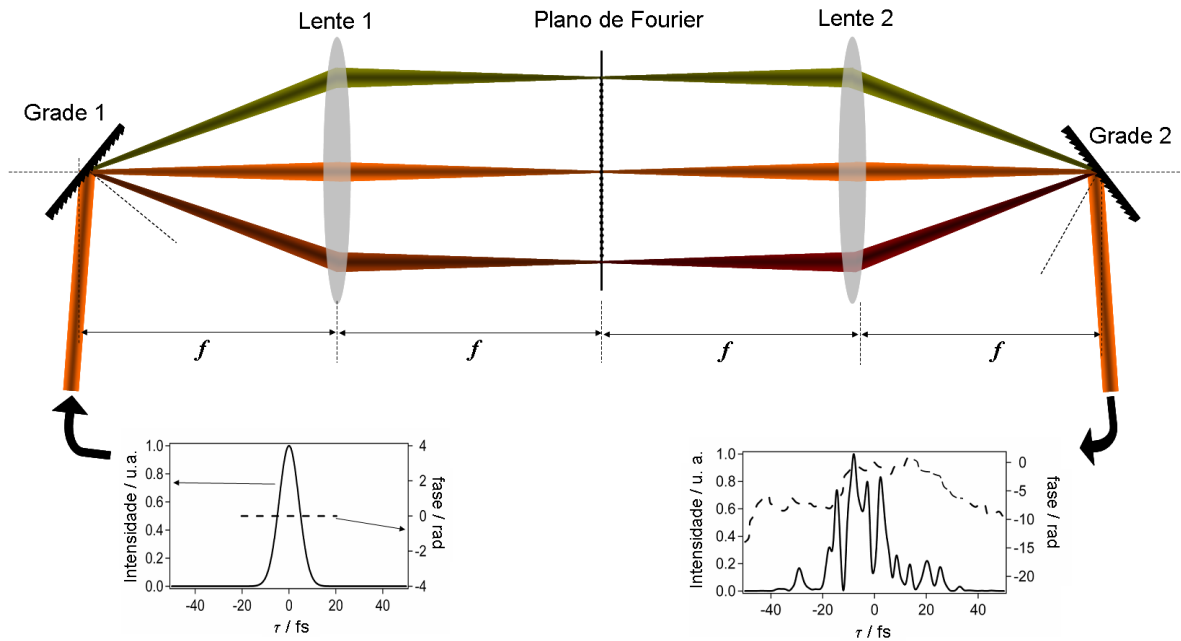 Lente 1
Plano de Fourier
Lente 2
Grade 1
Grade 2
f
f
f
f
Intensidade / u.a.
1.0
0.8
0.6
0.4
0.2
0.0
4
2
0
-2
-4
fase / rad
-40
-20
0
20
40
τ / fs
Intensidade / u. a.
1.0
0.8
0.6
0.4
0.2
0.0
0
-5
-10
-15
-20
fase / rad
-40
-20
0
20
40
τ / fs